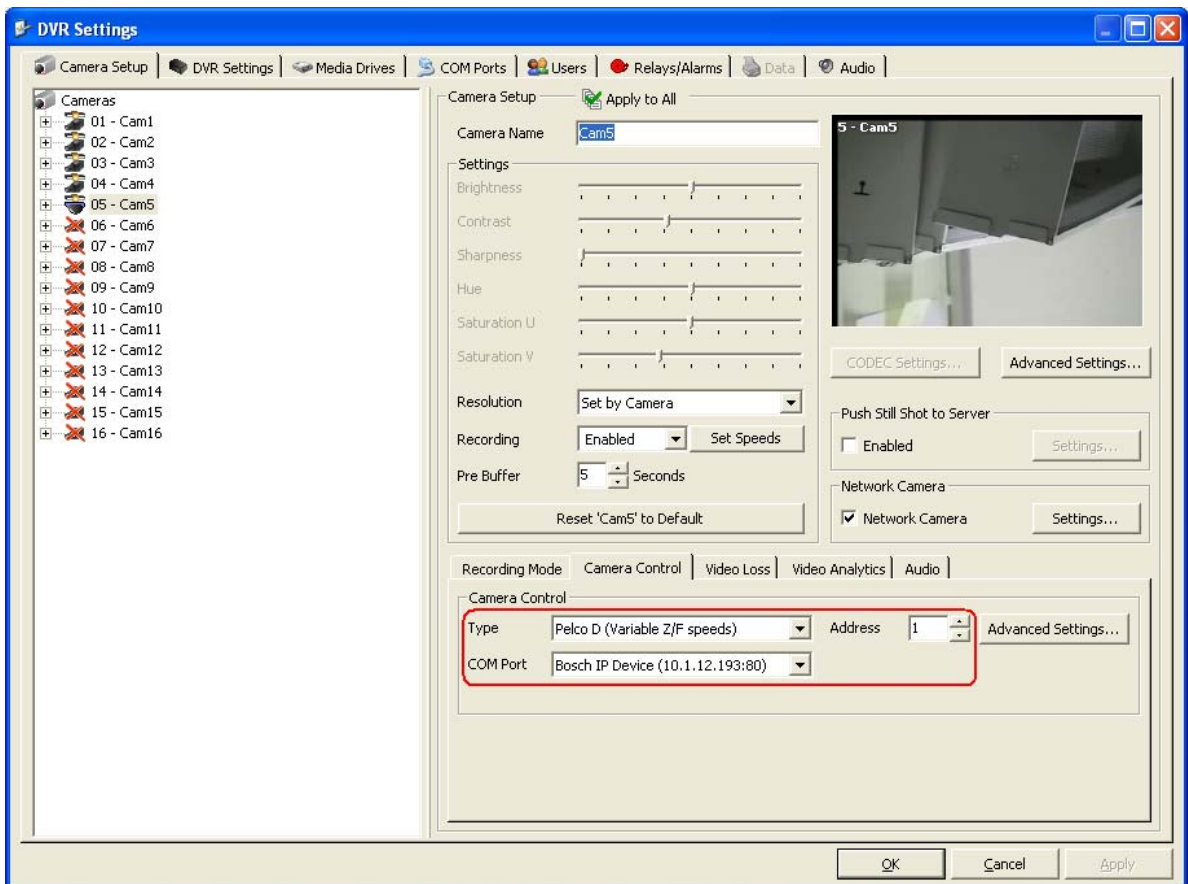 DVR Settings
Camera Setup DVR Settings Media Drives COM Ports Users Relays/Alarms Data Audio
Cameras
01 - Cam1
02 - Cam2
03 - Cam3
04 - Cam4
05 - Cam5
06 - Cam6
07 - Cam7
08 - Cam8
09 - Cam9
10 - Cam10
11 - Cam11
12 - Cam12
13 - Cam13
14 - Cam14
15 - Cam15
16 - Cam16
Camera Setup Apply to All
Camera Name Cam5
Settings
Brightness
Contrast
Sharpness
Hue
Saturation U
Saturation V
Resolution Set by Camera
Recording Enabled Set Speeds
Pre Buffer 5 Seconds
Reset 'Cam5' to Default
5 - Cam5
CODEC Settings... Advanced Settings...
Push Still Shot to Server
Enabled Settings...
Network Camera
Network Camera Settings...
Recording Mode Camera Control Video Loss Video Analytics Audio
Camera Control
Type Pelco D (Variable Z/F speeds) Address 1 Advanced Settings...
COM Port Bosch IP Device (10.1.12.193:80)
OK Cancel Apply